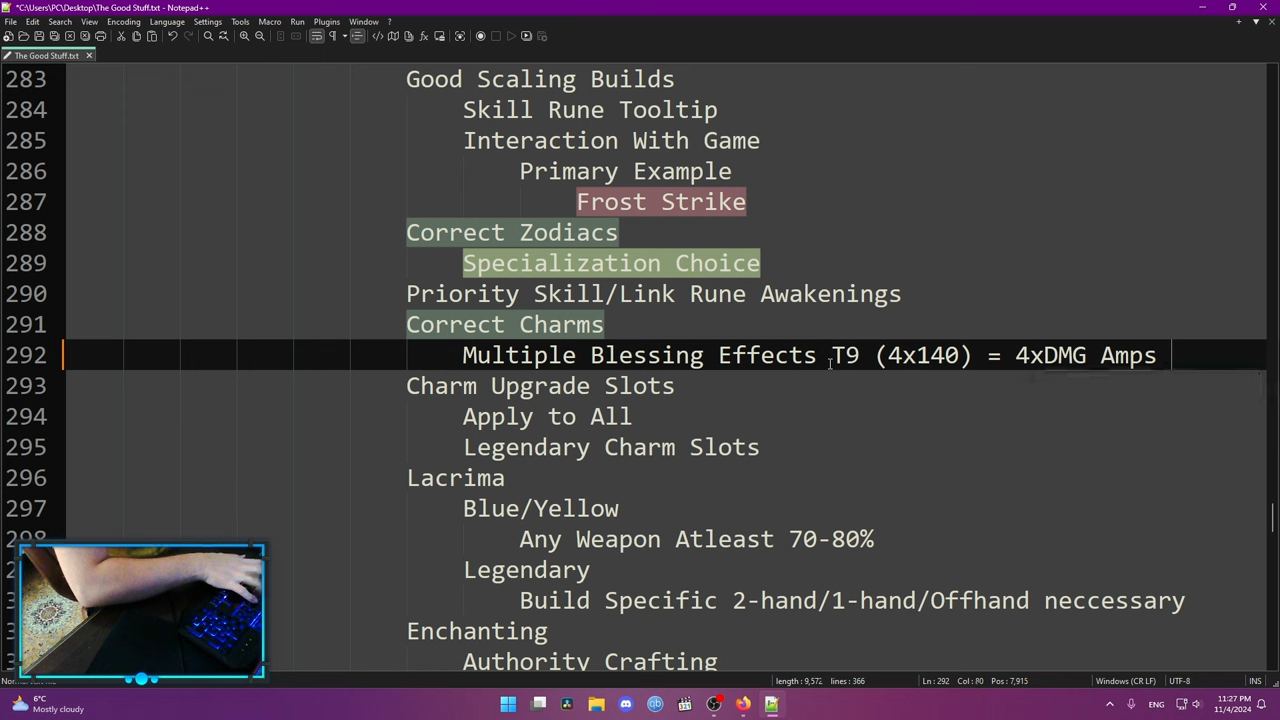 *C:\Users\PC\Desktop\The Good Stuff.txt - Notepad++
File Edit Search View Encoding Language Settings Tools Macro Run Plugins Window ?
The Good Stuff.txt
283 Good Scaling Builds
284 Skill Rune Tooltip
285 Interaction With Game
286 Primary Example
287 Frost Strike
288 Correct Zodiacs
289 Specialization Choice
290 Priority Skill/Link Rune Awakenings
291 Correct Charms
292 Multiple Blessing Effects T9 (4x140) = 4xDMG Amps
293 Charm Upgrade Slots
294 Apply to All
295 Legendary Charm Slots
296 Lacrima
297 Blue/Yellow
298 Any Weapon Atleast 70-80%
Legendary
Build Specific 2-hand/1-hand/Offhand neccessary
Enchanting
Authority Crafting
length : 9,572 lines : 366 Ln : 292 Col : 80 Pos : 7,915 Windows (CR LF) UTF-8 INS
6°C
Mostly cloudy
ENG
11:27 PM
11/4/2024